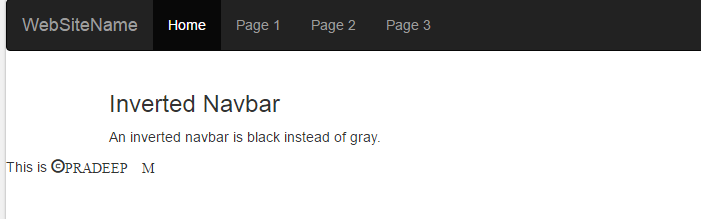 WebSiteName Home Page 1 Page 2 Page 3
Inverted Navbar
An inverted navbar is black instead of gray.
This is ©PRADEEP M